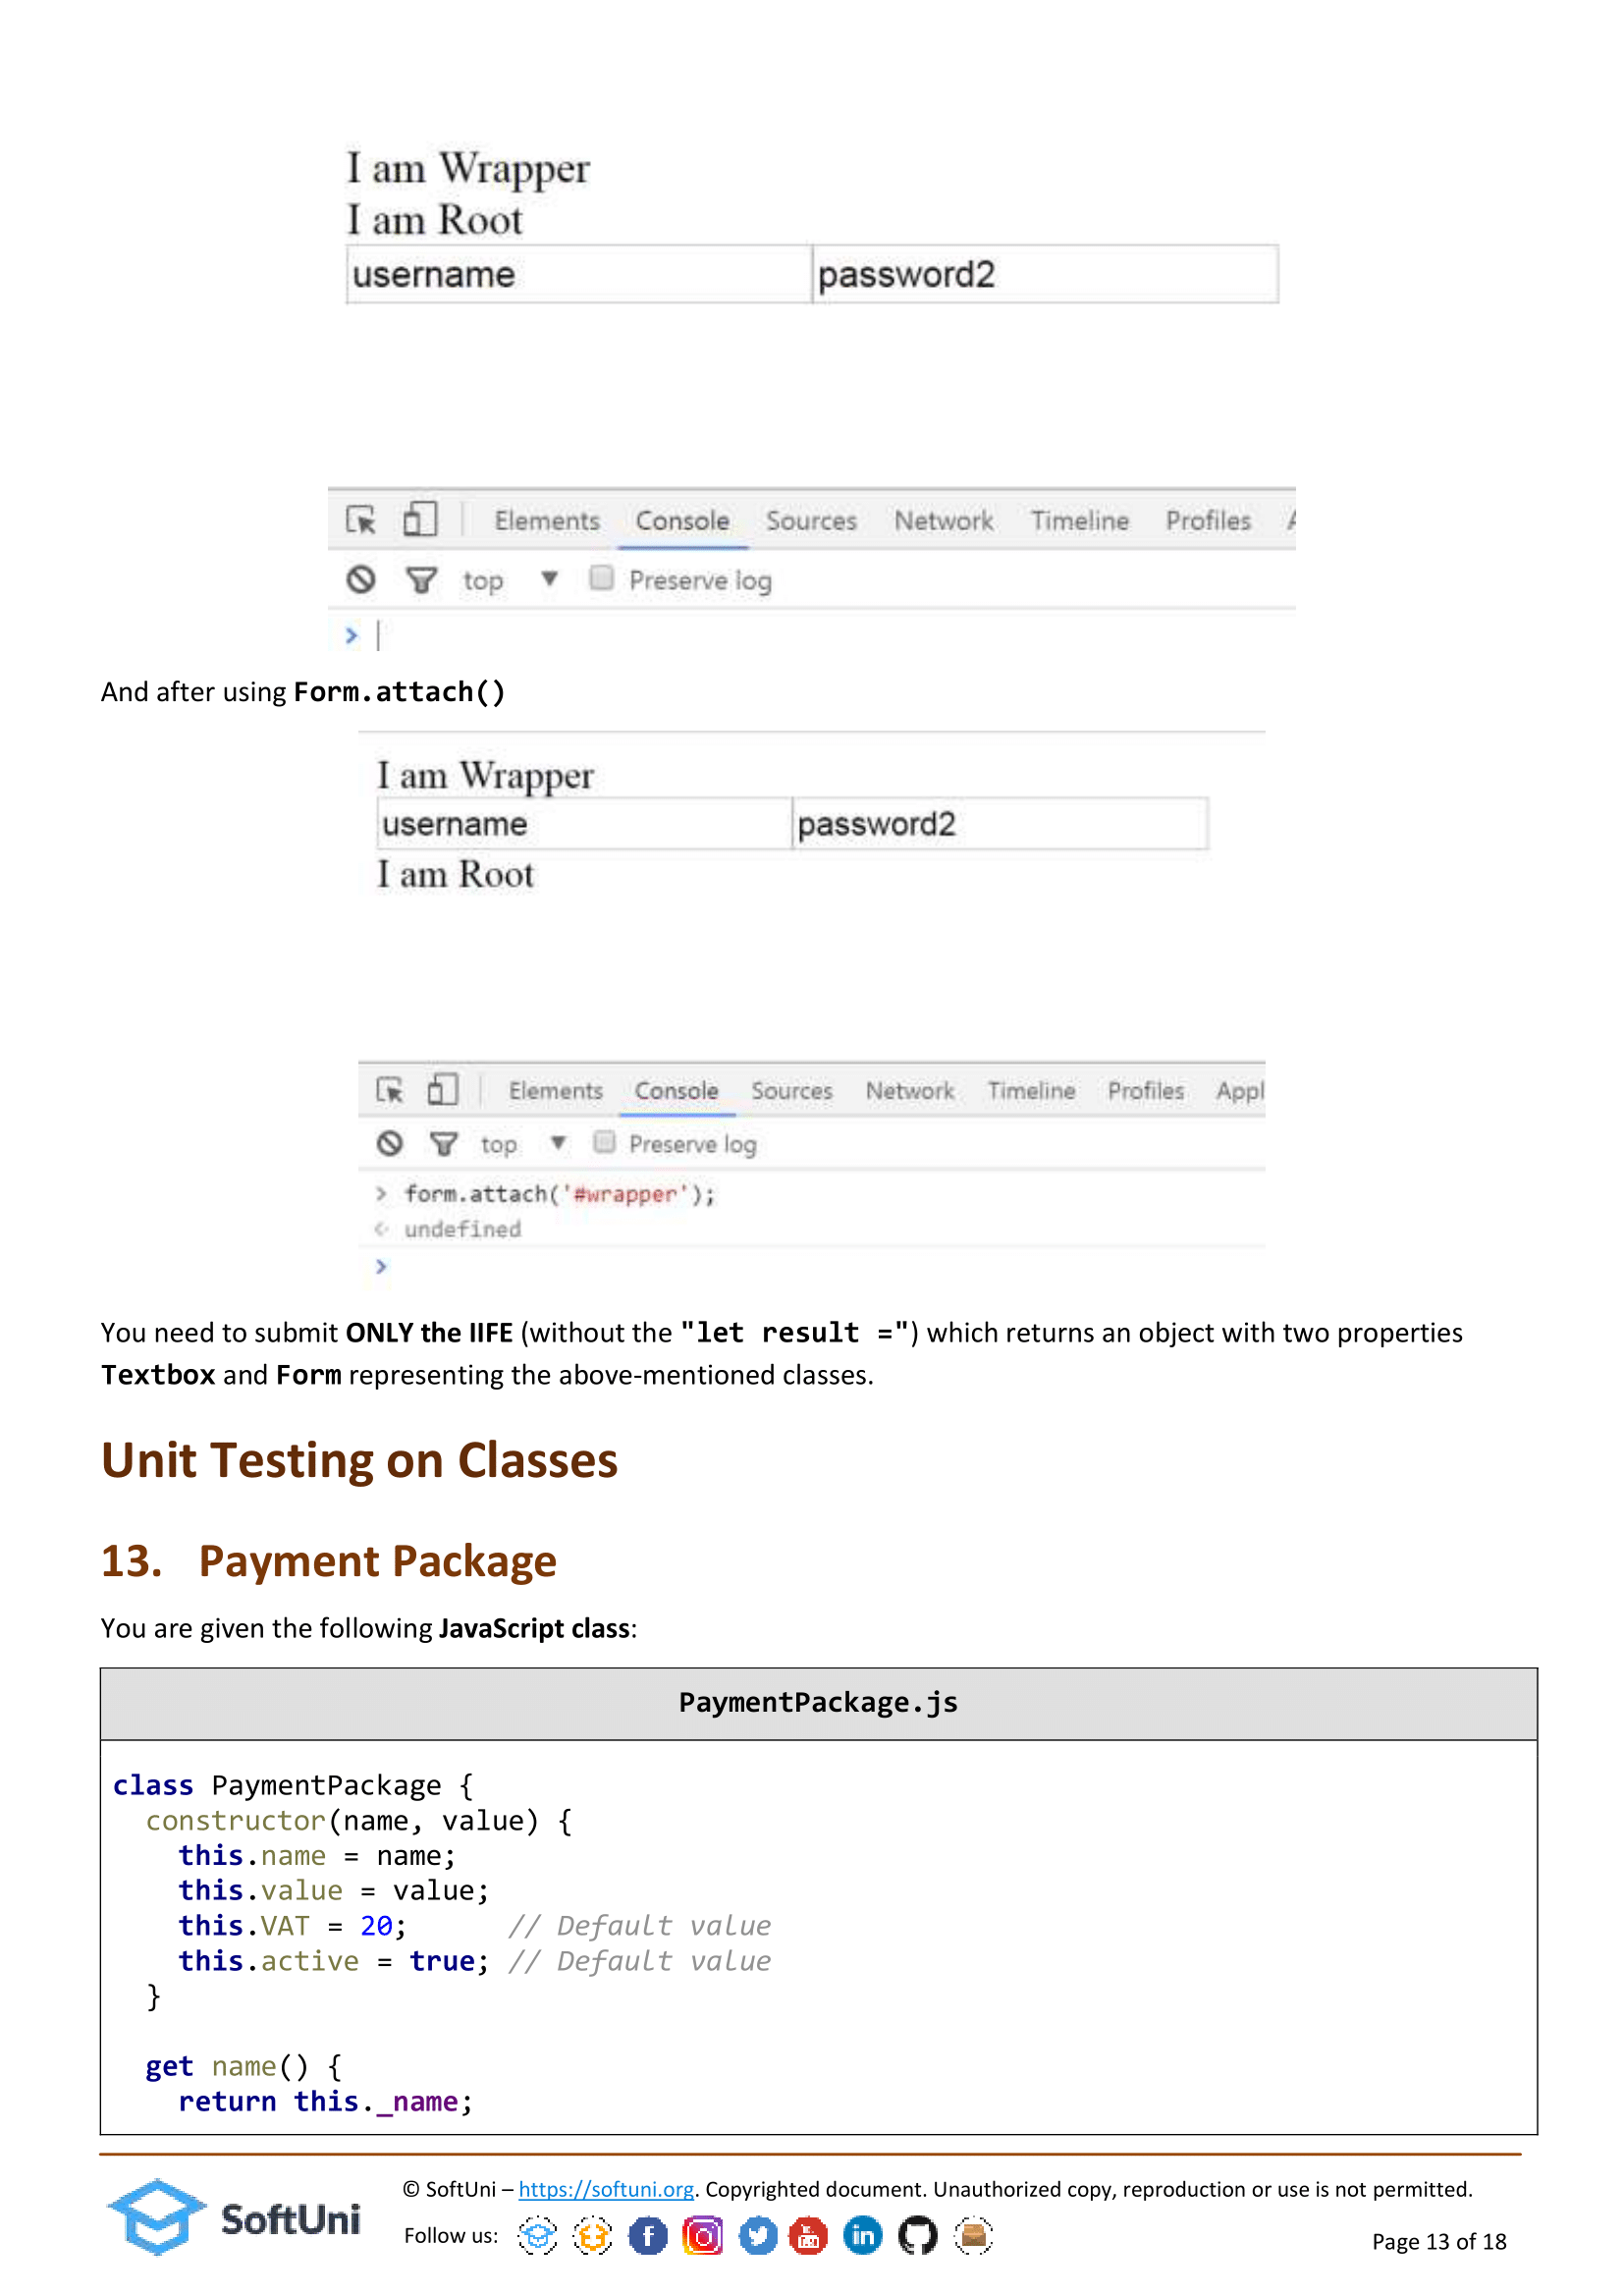 I am Wrapper
I am Root
username password2
Elements Console Sources Network Timeline Profiles
top ▼ Preserve log
>
And after using Form.attach()
I am Wrapper
username password2
I am Root
Elements Console Sources Network Timeline Profiles Appl
top ▼ Preserve log
> form.attach('#wrapper');
< undefined
>
You need to submit ONLY the IIFE (without the "let result =") which returns an object with two properties
Textbox and Form representing the above-mentioned classes.
Unit Testing on Classes
13. Payment Package
You are given the following JavaScript class:
PaymentPackage.js
class PaymentPackage {
constructor(name, value) {
this.name = name;
this.value = value;
this.VAT = 20; // Default value
this.active = true; // Default value
}
get name() {
return this._name;
SoftUni
© SoftUni – https://softuni.org. Copyrighted document. Unauthorized copy, reproduction or use is not permitted.
Follow us:
Page 13 of 18